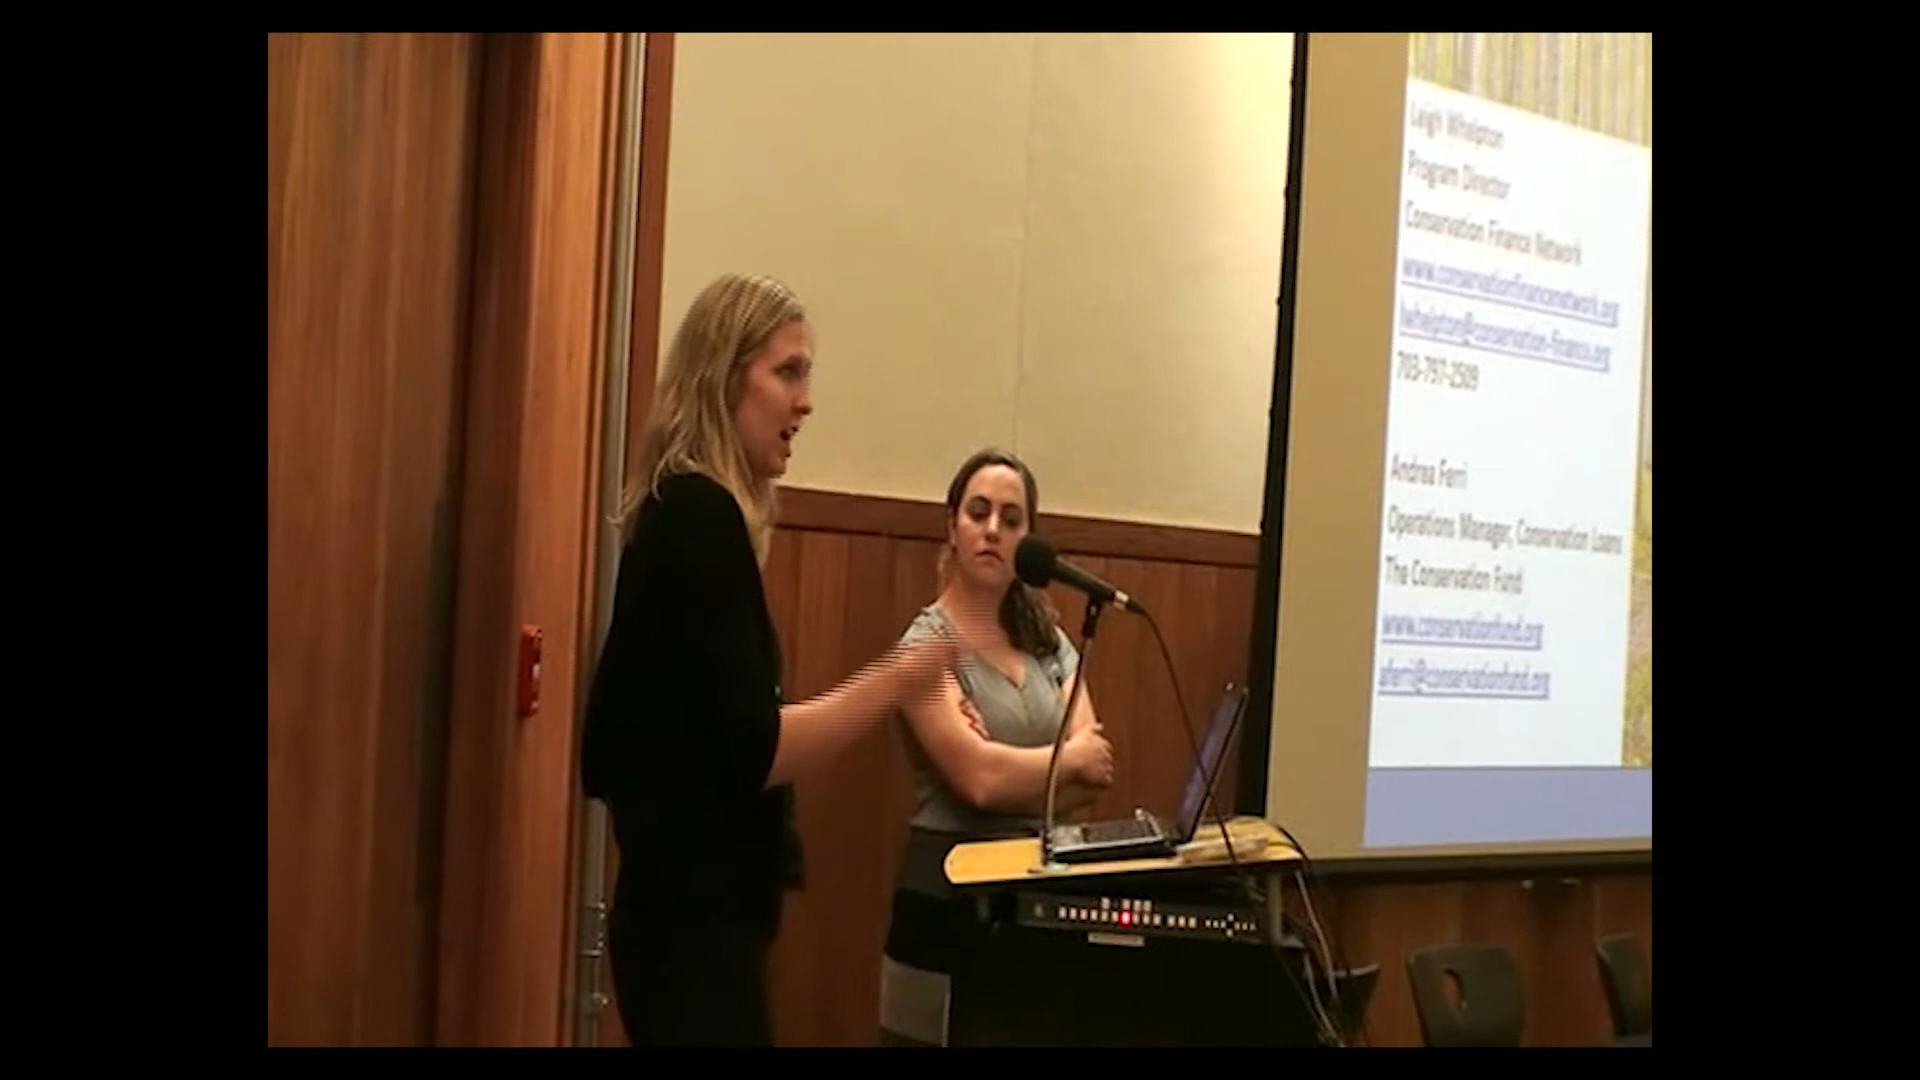 Leigh Whelpton
Program Director
Conservation Finance Network
www.conservationfinancenetwork.org
lwhelpton@conservation-finance.org
703-797-2509
Andrea Ferri
Operations Manager, Conservation Loans
The Conservation Fund
www.conservationfund.org
aferri@conservationfund.org